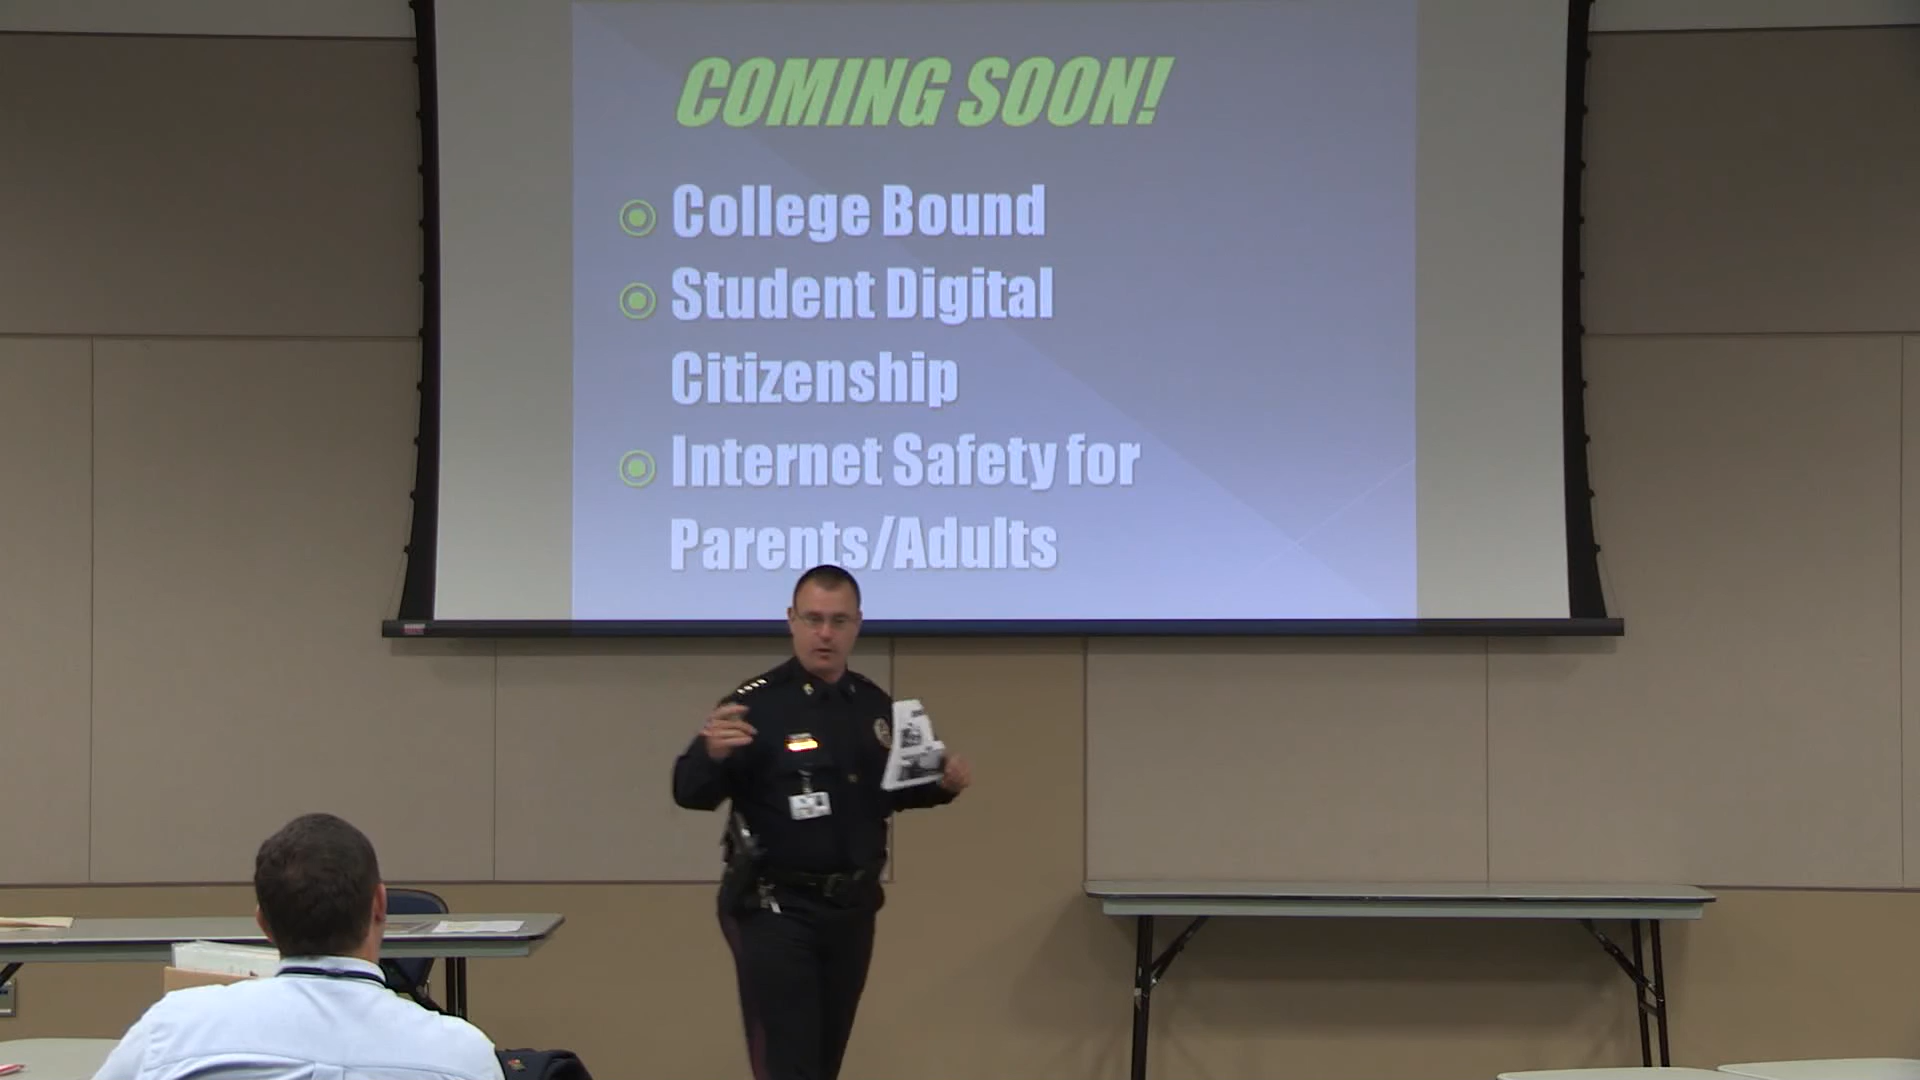 COMING SOON!
College Bound
Student Digital
Citizenship
Internet Safety for
Parents/Adults